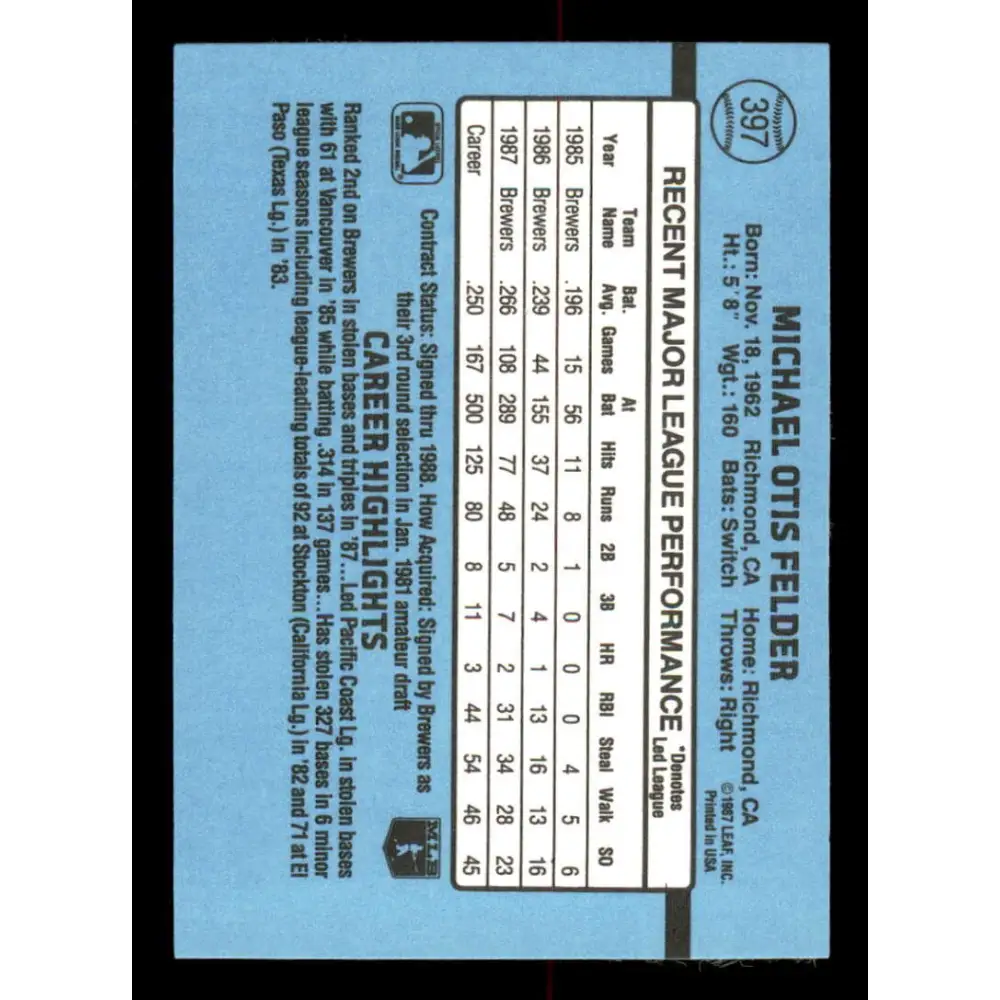 397
MICHAEL OTIS FELDER
Born: Nov. 18, 1962 Richmond, CA Home: Richmond, CA
Ht.: 5'8" Wgt.: 160 Bats: Switch Throws: Right
©1987 LEAF, INC.
Printed in USA
RECENT MAJOR LEAGUE PERFORMANCE
*Denotes
Led League
Year Team Name Bat. Avg. Games At Bat Hits Runs 2B 3B HR RBI Steal Walk SO
1985 Brewers .196 15 56 11 8 1 0 0 0 4 5 6
1986 Brewers .239 44 155 37 24 2 4 1 13 16 13 16
1987 Brewers .266 108 289 77 48 5 7 2 31 34 28 23
Career .250 167 500 125 80 8 11 3 44 54 46 45
Contract Status: Signed thru 1988. How Acquired: Signed by Brewers as
their 3rd round selection in Jan. 1981 amateur draft
MLB
CAREER HIGHLIGHTS
Ranked 2nd on Brewers in stolen bases and triples in '87...Led Pacific Coast Lg. in stolen bases
with 61 at Vancouver in '85 while batting .314 in 137 games...Has stolen 327 bases in 6 minor
league seasons including league-leading totals of 92 at Stockton (California Lg.) in '82 and 71 at El
Paso (Texas Lg.) in '83.